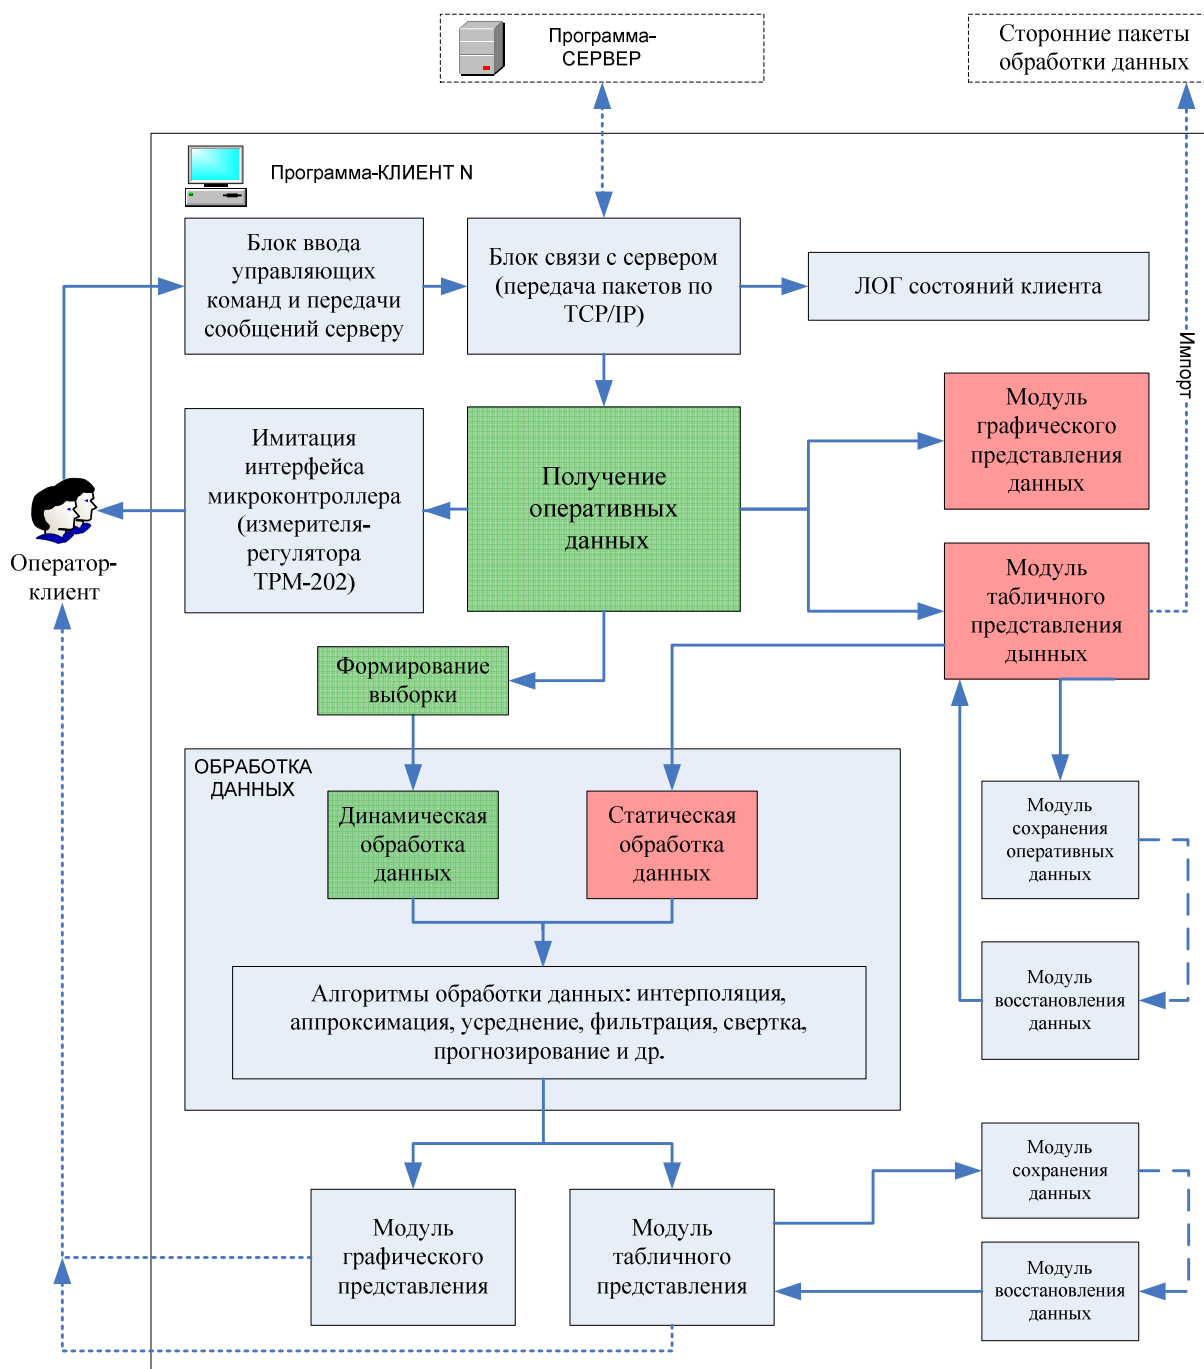 Программа-
СЕРВЕР
Сторонние пакеты
обработки данных
Программа-КЛИЕНТ N
Блок ввода
управляющих
команд и передачи
сообщений серверу
Блок связи с сервером
(передача пакетов по
TCP/IP)
ЛОГ состояний клиента
Импорт
Имитация
интерфейса
микроконтроллера
(измерителя-
регулятора
ТРМ-202)
Получение
оперативных
данных
Модуль
графического
представления
данных
Оператор-
клиент
Модуль
табличного
представления
дынных
Формирование
выборки
ОБРАБОТКА
ДАННЫХ
Динамическая
обработка
данных
Статическая
обработка
данных
Модуль
сохранения
оперативных
данных
Алгоритмы обработки данных: интерполяция,
аппроксимация, усреднение, фильтрация, свертка,
прогнозирование и др.
Модуль
восстановления
данных
Модуль
графического
представления
Модуль
табличного
представления
Модуль
сохранения
данных
Модуль
восстановления
данных